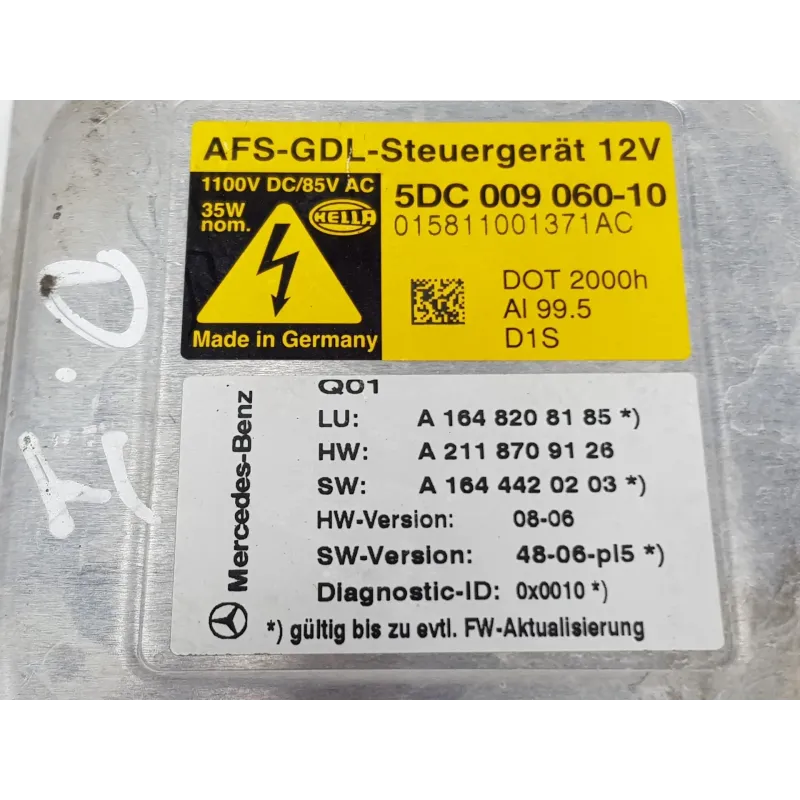 AFS-GDL-Steuergerät 12V
1100V DC/85V AC
35W
nom.
HELLA
5DC 009 060-10
015811001371AC
DOT 2000h
Al 99.5
D1S
Made in Germany
Mercedes-Benz
Q01
LU: A 164 820 81 85 *)
HW: A 211 870 91 26
SW: A 164 442 02 03 *)
HW-Version: 08-06
SW-Version: 48-06-pl5 *)
Diagnostic-ID: 0x0010 *)
*) gültig bis zu evtl. FW-Aktualisierung